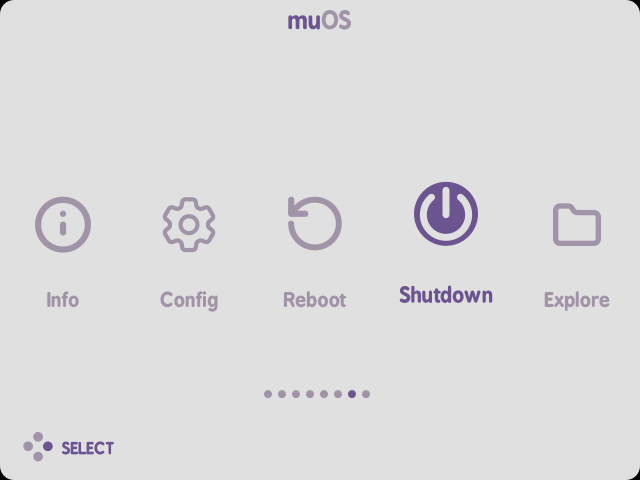 muOS
Info
Config
Reboot
Shutdown
Explore
SELECT